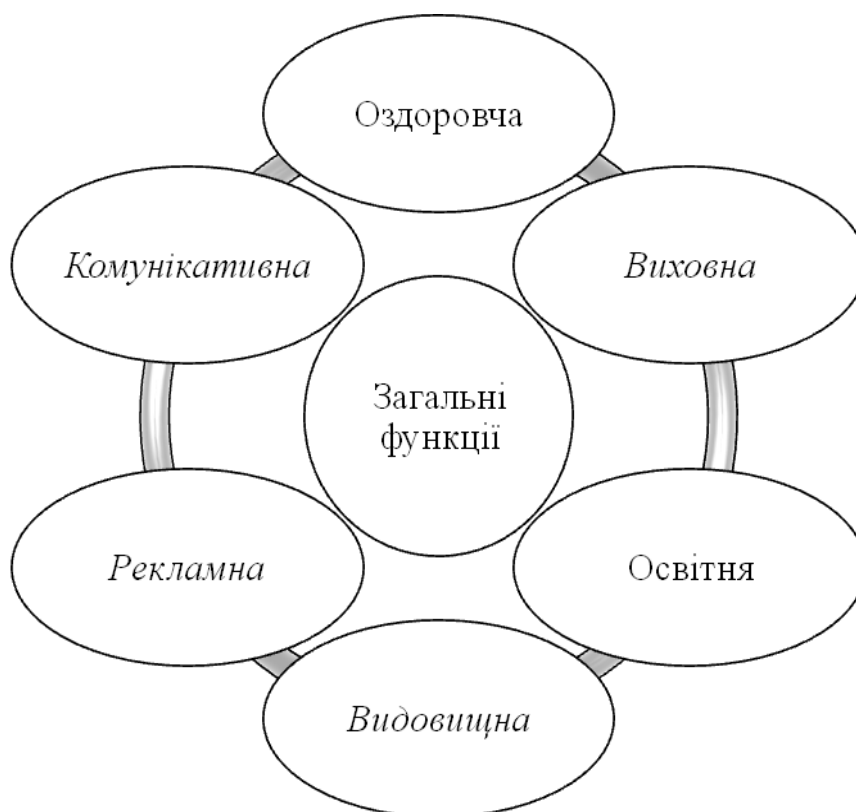 Оздоровча
Комунікативна
Виховна
Загальні
функції
Рекламна
Освітня
Видовищна